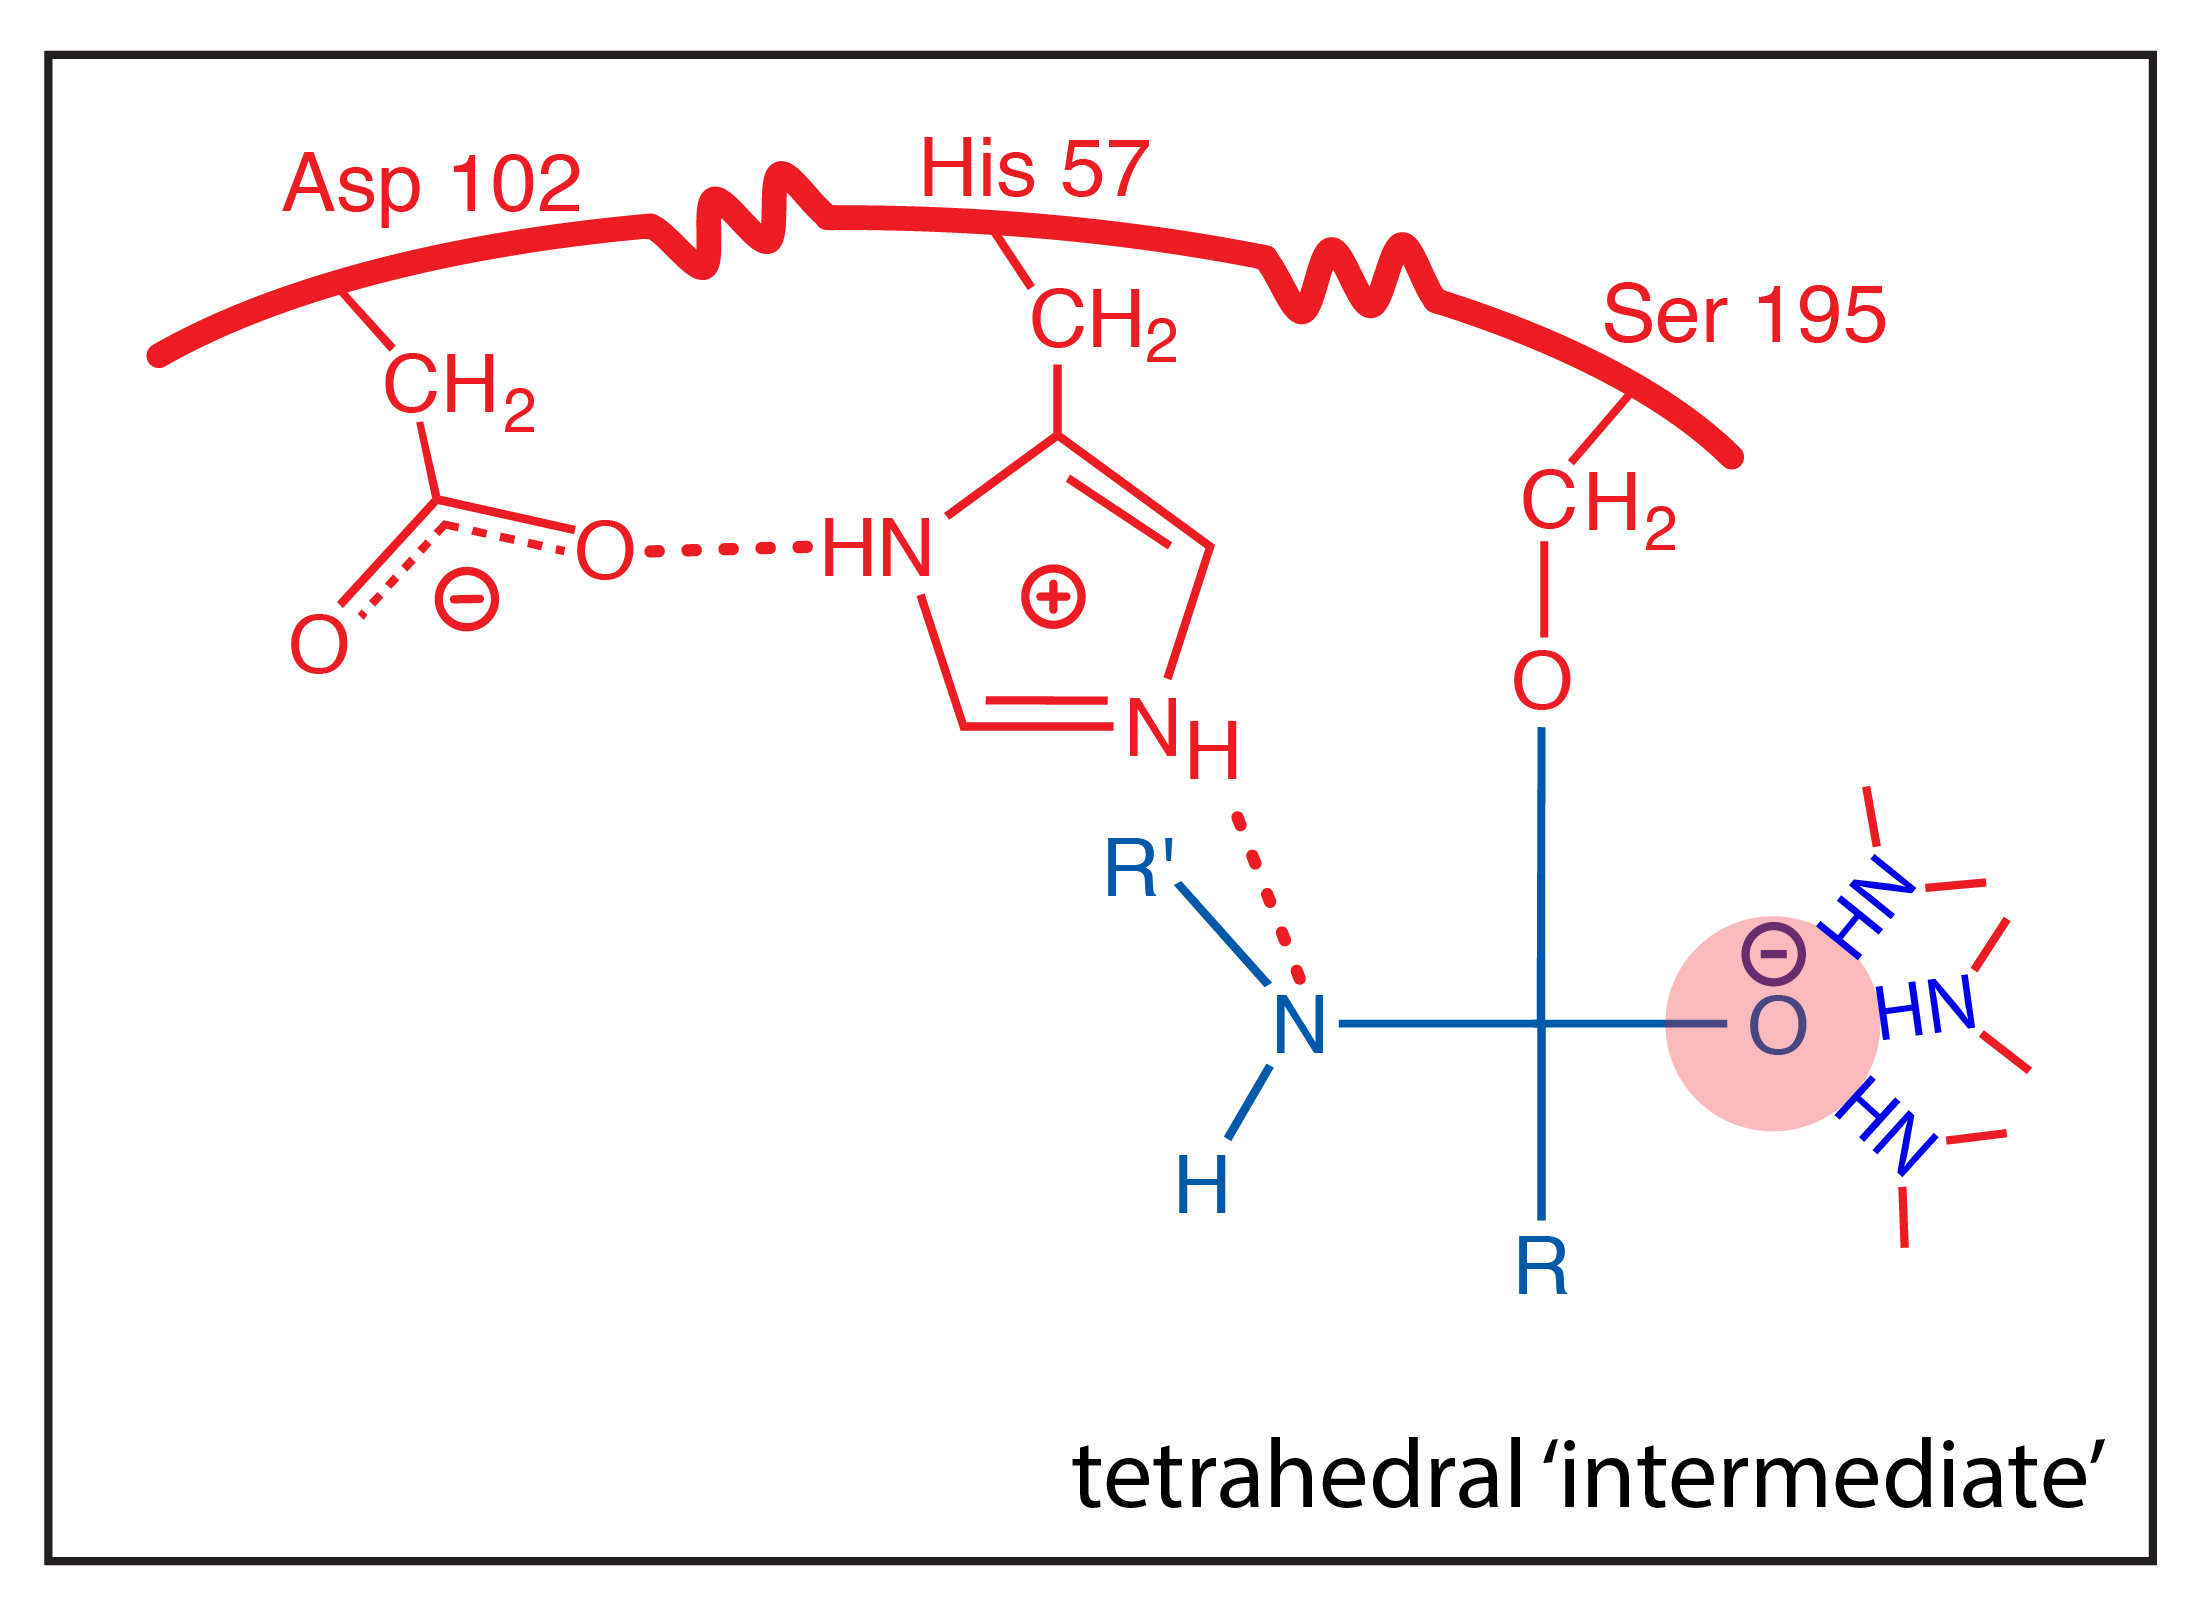 Asp 102
His 57
Ser 195
CH2
CH2
CH2
O
O
HN
⊖
⊕
NH
O
R'
HN
⊖
N
O
HN
HN
H
R
tetrahedral ‘intermediate’